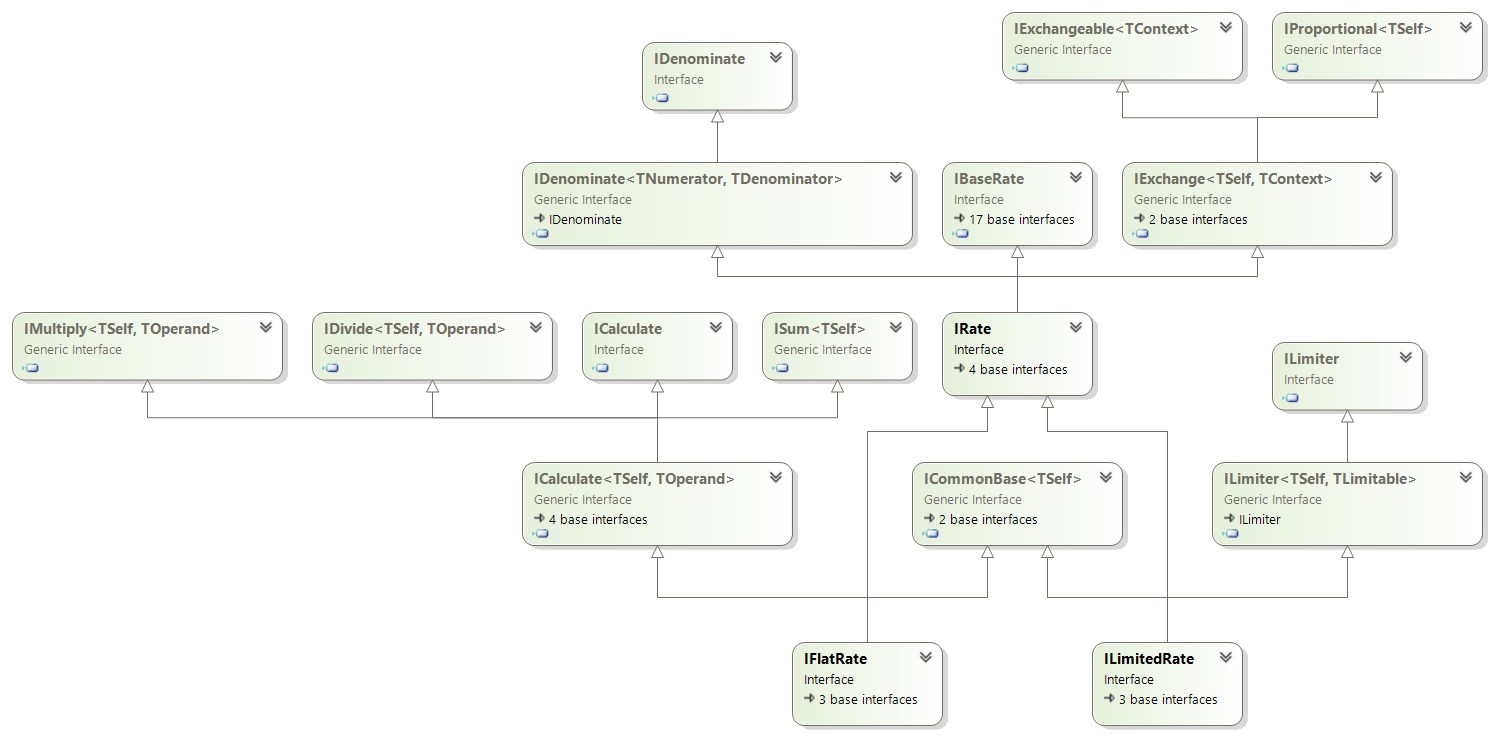 IExchangeable<TContext>
Generic Interface
IProportional<TSelf>
Generic Interface
IDenominate
Interface
IDenominate<TNumerator, TDenominator>
Generic Interface
IDenominate
IBaseRate
Interface
17 base interfaces
IExchange<TSelf, TContext>
Generic Interface
2 base interfaces
IMultiply<TSelf, TOperand>
Generic Interface
IDivide<TSelf, TOperand>
Generic Interface
ICalculate
Interface
ISum<TSelf>
Generic Interface
IRate
Interface
4 base interfaces
ILimiter
Interface
ICalculate<TSelf, TOperand>
Generic Interface
4 base interfaces
ICommonBase<TSelf>
Generic Interface
2 base interfaces
ILimiter<TSelf, TLimitable>
Generic Interface
ILimiter
IFlatRate
Interface
3 base interfaces
ILimitedRate
Interface
3 base interfaces